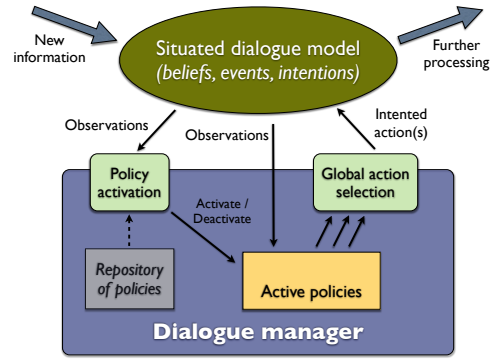 New
information
Situated dialogue model
(beliefs, events, intentions)
Further
processing
Observations
Observations
Intented
action(s)
Policy
activation
Global action
selection
Activate /
Deactivate
Repository
of policies
Active policies
Dialogue manager